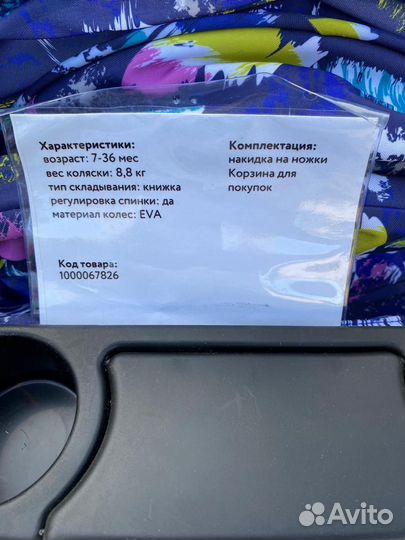 Характеристики:
возраст: 7-36 мес
вес коляски: 8,8 кг
тип складывания: книжка
регулировка спинки: да
материал колес: EVA
Код товара:
1000067826
Комплектация:
накидка на ножки
Корзина для
покупок
Avito